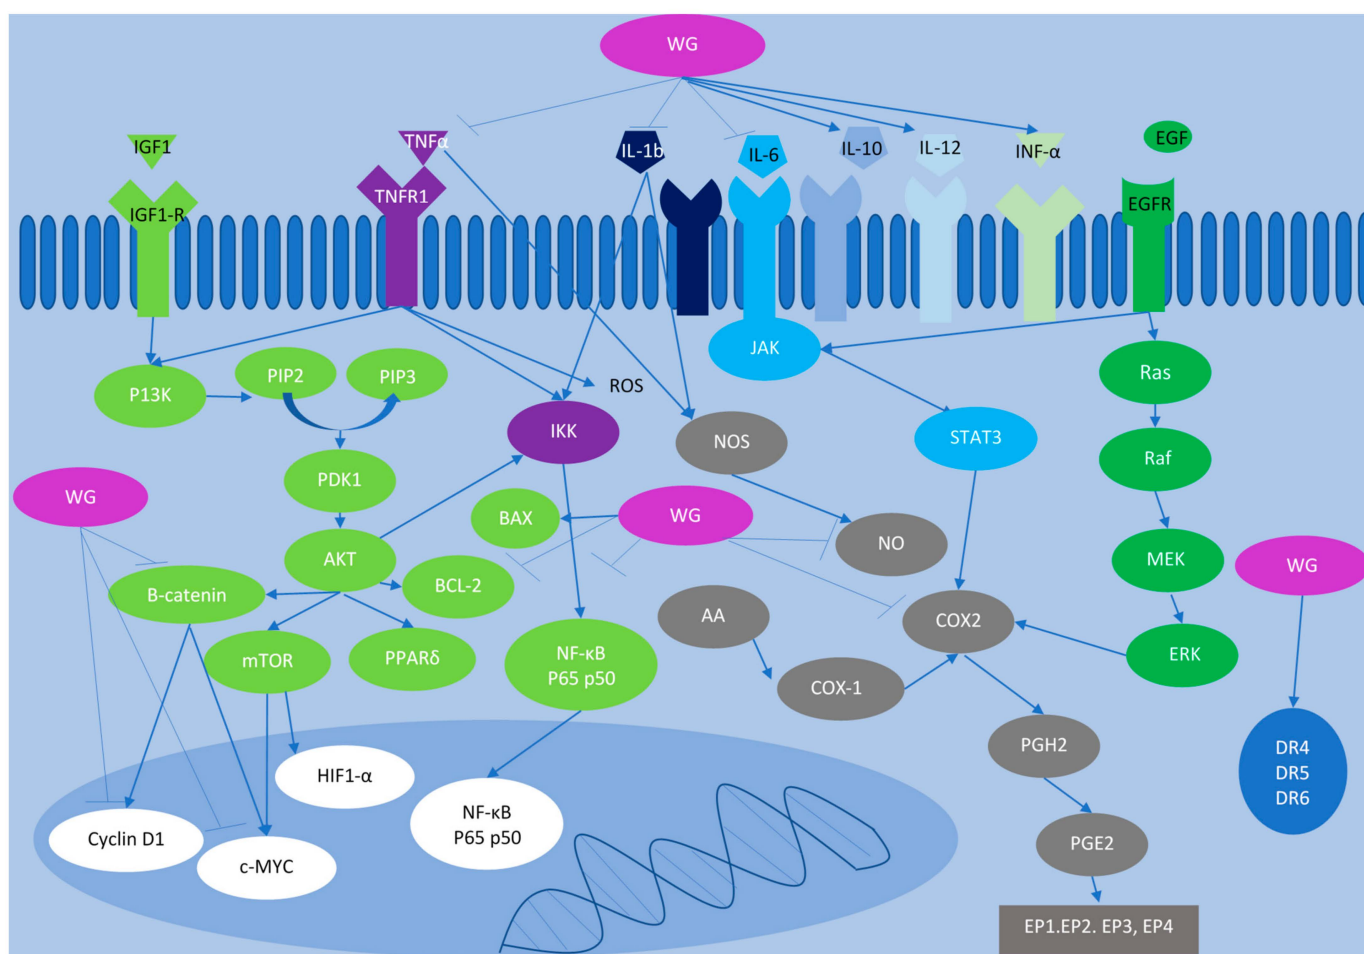 WG
IGF1
TNFα
IL-1b
IL-6
IL-10
IL-12
INF-α
EGF
IGF1-R
TNFR1
EGFR
JAK
P13K
PIP2
PIP3
ROS
Ras
IKK
NOS
STAT3
Raf
WG
PDK1
BAX
WG
NO
AKT
BCL-2
MEK
WG
B-catenin
AA
COX2
mTOR
PPARδ
NF-κB
P65 p50
ERK
COX-1
HIF1-α
PGH2
DR4
DR5
DR6
Cyclin D1
NF-κB
P65 p50
c-MYC
PGE2
EP1.EP2. EP3, EP4